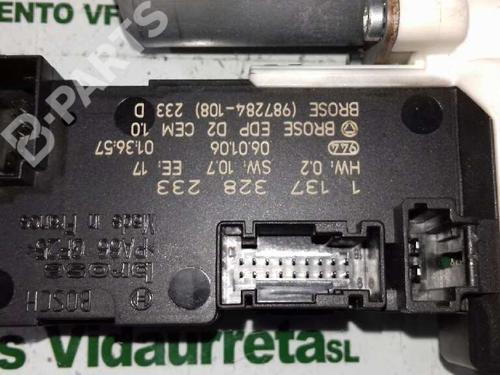 ENTO VF
B-PARTS
BROSE (987284-108) 233 D
BROSE EDP D2 CEM 1.0
06.01.06 01:36:57
HW: 0.2 SW: 10.7 EE: 17
1 137 328 233
Made in France
>PA66 GF25<
brose
BOSCH
s Vidaurreta SL